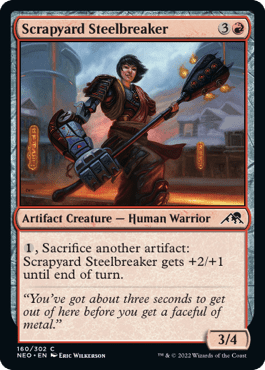 Scrapyard Steelbreaker 3
Artifact Creature — Human Warrior
1, Sacrifice another artifact:
Scrapyard Steelbreaker gets +2/+1
until end of turn.
“You’ve got about three seconds to get
out of here before you get a faceful of
metal.”
3/4
160/302 C
NEO • EN ERIC WILKERSON
™ & © 2022 Wizards of the Coast